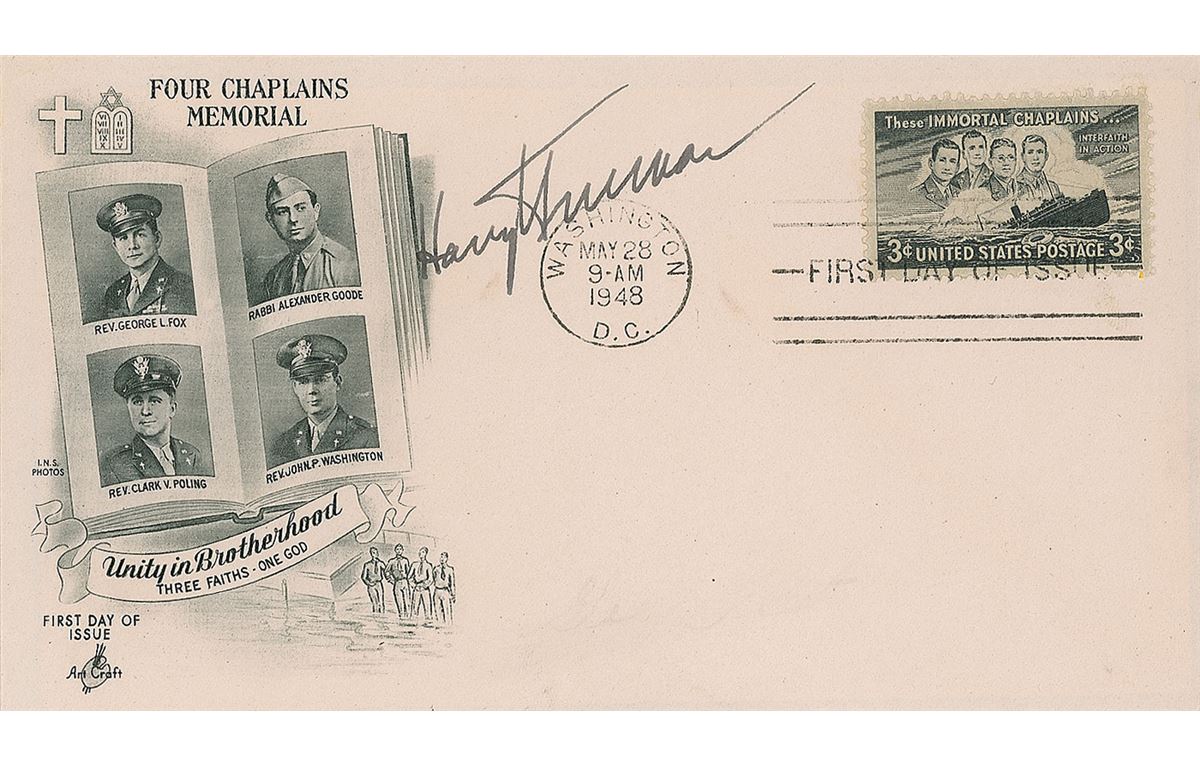 FOUR CHAPLAINS
MEMORIAL
REV. GEORGE L. FOX
RABBI ALEXANDER GOODE
REV. CLARK V. POLING
REV. JOHN P. WASHINGTON
I.N.S.
PHOTOS
Unity in Brotherhood
THREE FAITHS - ONE GOD
FIRST DAY OF
ISSUE
Art Craft
Harry Truman
WASHINGTON
MAY 28
9-AM
1948
D.C.
These IMMORTAL CHAPLAINS...
INTERFAITH
IN ACTION
3¢ UNITED STATES POSTAGE 3¢
FIRST DAY OF ISSUE